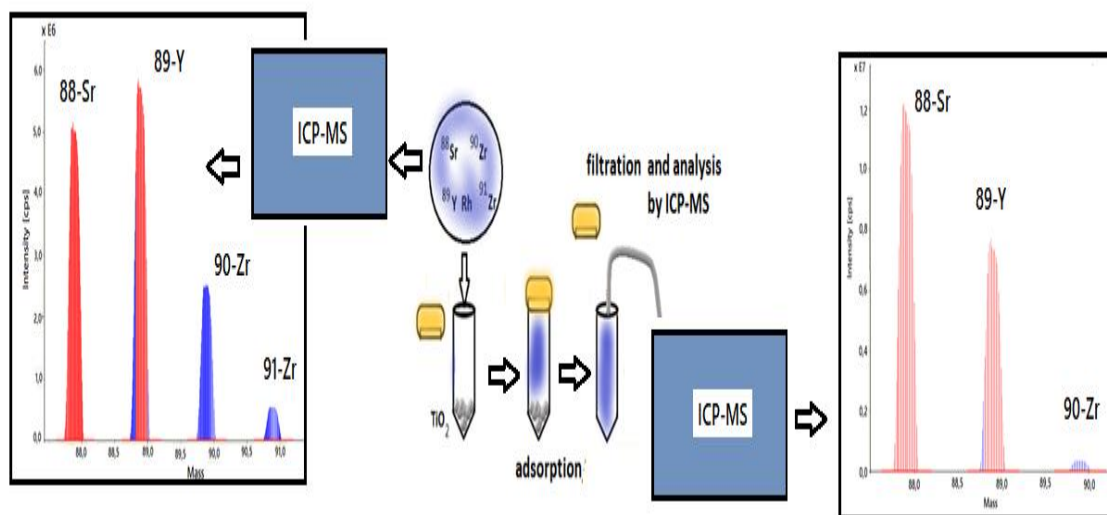 x E6
6,0
5,0
4,0
3,0
2,0
1,0
0,0
Intensity [cps]
88-Sr
89-Y
90-Zr
91-Zr
88,0 88,5 89,0 89,5 90,0 90,5 91,0
Mass
ICP-MS
88Sr 90Zr
89Y Rh 91Zr
TiO2
adsorption
filtration and analysis
by ICP-MS
ICP-MS
x E7
1,2
1,0
0,8
0,6
0,4
0,2
0,0
Intensity [cps]
88-Sr
89-Y
90-Zr
88,0 88,5 89,0 89,5 90,0
Mass